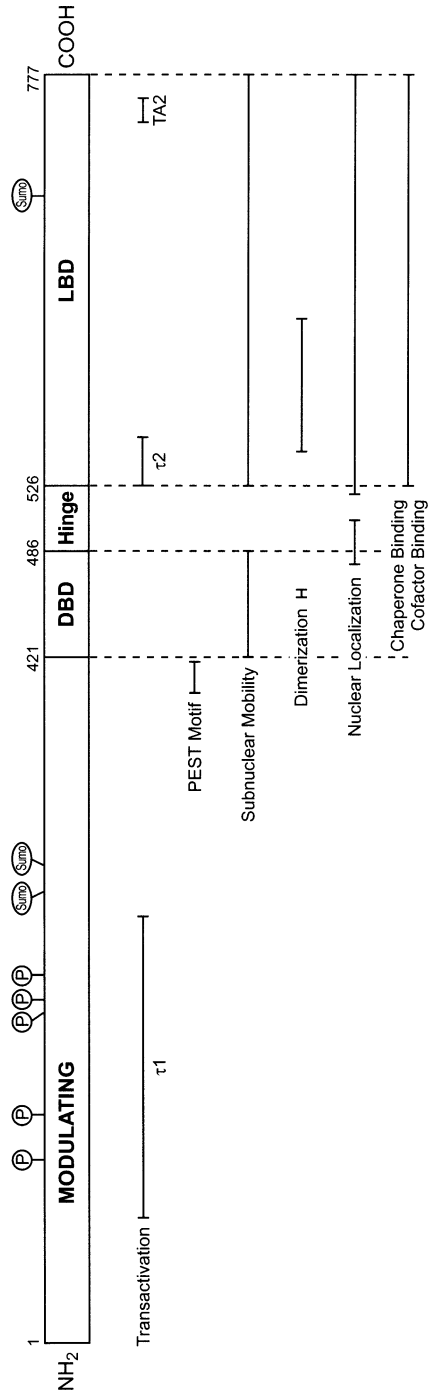 1 421 486 526 777
P P P P P Sumo Sumo Sumo
NH2 MODULATING DBD Hinge LBD COOH
Transactivation
τ1
τ2
TA2
PEST Motif
Subnuclear Mobility
Dimerization
Nuclear Localization
Chaperone Binding
Cofactor Binding